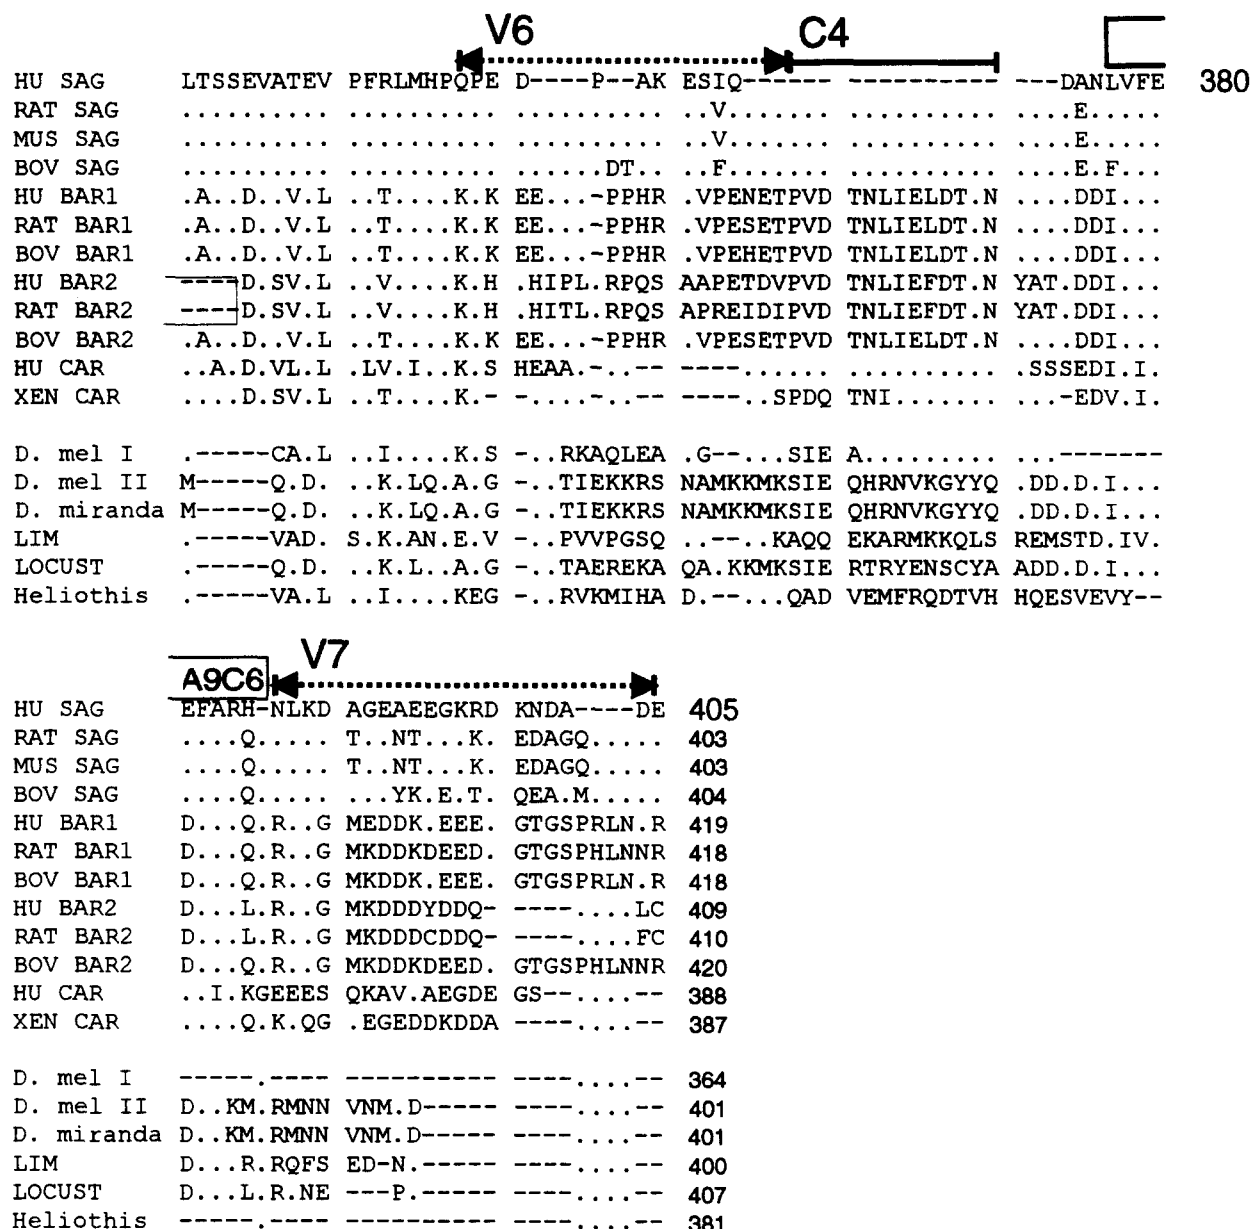 V6 C4
HU SAG LTSSEVATEV PFRLMHPQPE D----P--AK ESIQ------ ---------- ---DANLVFE 380
RAT SAG .......... .......... .......... ..V....... .......... ....E.....
MUS SAG .......... .......... .......... ..V....... .......... ....E.....
BOV SAG .......... .......... .......DT. ..F....... .......... ....E.F...
HU BAR1 .A..D..V.L ..T....K.K EE...-PPHR .VPENETPVD TNLIELDT.N ....DDI...
RAT BAR1 .A..D..V.L ..T....K.K EE...-PPHR .VPESETPVD TNLIELDT.N ....DDI...
BOV BAR1 .A..D..V.L ..T....K.K EE...-PPHR .VPEHETPVD TNLIELDT.N ....DDI...
HU BAR2 ----D.SV.L ..V....K.H .HIPL.RPQS AAPETDVPVD TNLIEFDT.N YAT.DDI...
RAT BAR2 ----D.SV.L ..V....K.H .HITL.RPQS APREIDIPVD TNLIEFDT.N YAT.DDI...
BOV BAR2 .A..D..V.L ..T....K.K EE...-PPHR .VPESETPVD TNLIELDT.N ....DDI...
HU CAR ..A.D.VL.L .LV.I..K.S HEAA.-.-- ----...... .......... .SSSEDI.I.
XEN CAR ....D.SV.L ..T....K.- -....-.-- ----..SPDQ TNI....... ...-EDV.I.
D. mel I .-----CA.L ..I....K.S -..RKAQLEA .G--...SIE A......... ...-------
D. mel II M-----Q.D. ..K.LQ.A.G -..TIEKKRS NAMKKMKSIE QHRNVKGYYQ .DD.D.I...
D. miranda M-----Q.D. ..K.LQ.A.G -..TIEKKRS NAMKKMKSIE QHRNVKGYYQ .DD.D.I...
LIM .-----VAD. S.K.AN.E.V -..PVVPGSQ ..--..KAQQ EKARMKKQLS REMSTD.IV.
LOCUST .-----Q.D. ..K.L..A.G -..TAEREKA QA.KKMKSIE RTRYENSCYA ADD.D.I...
Heliothis .-----VA.L ..I....KEG -..RVKMIHA D.--...QAD VEMFRQDTVH HQESVEVY--
A9C6 V7
HU SAG EFARH-NLKD AGEAEEGKRD KNDA----DE 405
RAT SAG ....Q..... T..NT...K. EDAGQ..... 403
MUS SAG ....Q..... T..NT...K. EDAGQ..... 403
BOV SAG ....Q..... ...YK.E.T. QEA.M..... 404
HU BAR1 D...Q.R..G MEDDK.EEE. GTGSPRLN.R 419
RAT BAR1 D...Q.R..G MKDDKDEED. GTGSPHLNNR 418
BOV BAR1 D...Q.R..G MKDDK.EEE. GTGSPRLN.R 418
HU BAR2 D...L.R..G MKDDDYDDQ- ----....LC 409
RAT BAR2 D...L.R..G MKDDDCDDQ- ----....FC 410
BOV BAR2 D...Q.R..G MKDDKDEED. GTGSPHLNNR 420
HU CAR ..I.KGEEES QKAV.AEGDE GS--....-- 388
XEN CAR ....Q.K.QG .EGEDDKDDA ----....-- 387
D. mel I -----.---- ---------- ----....-- 364
D. mel II D..KM.RMNN VNM.D----- ----....-- 401
D. miranda D..KM.RMNN VNM.D----- ----....-- 401
LIM D...R.RQFS ED-N.----- ----....-- 400
LOCUST D...L.R.NE ---P.----- ----....-- 407
Heliothis -----.---- ---------- ----....-- 381